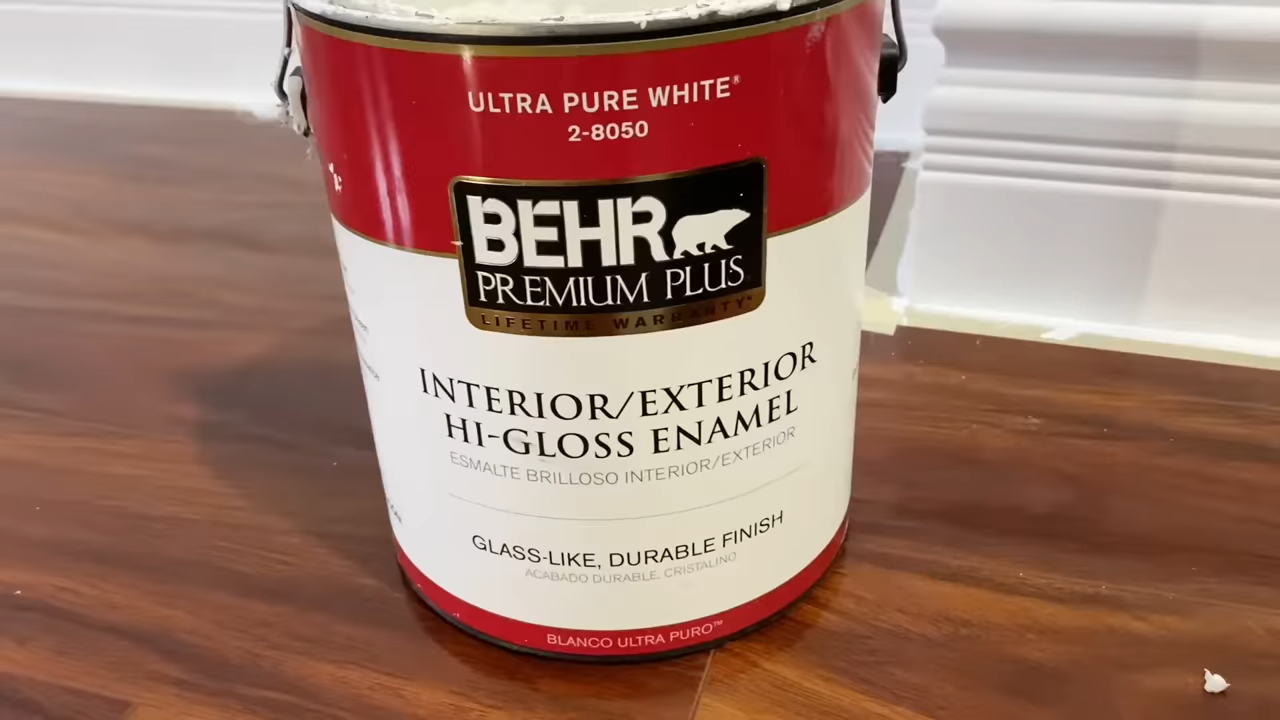 ULTRA PURE WHITE®
2-8050
BEHR
PREMIUM PLUS
LIFETIME WARRANTY*
INTERIOR/EXTERIOR
HI-GLOSS ENAMEL
ESMALTE BRILLOSO INTERIOR/EXTERIOR
GLASS-LIKE, DURABLE FINISH
ACABADO DURABLE, CRISTALINO
BLANCO ULTRA PURO™